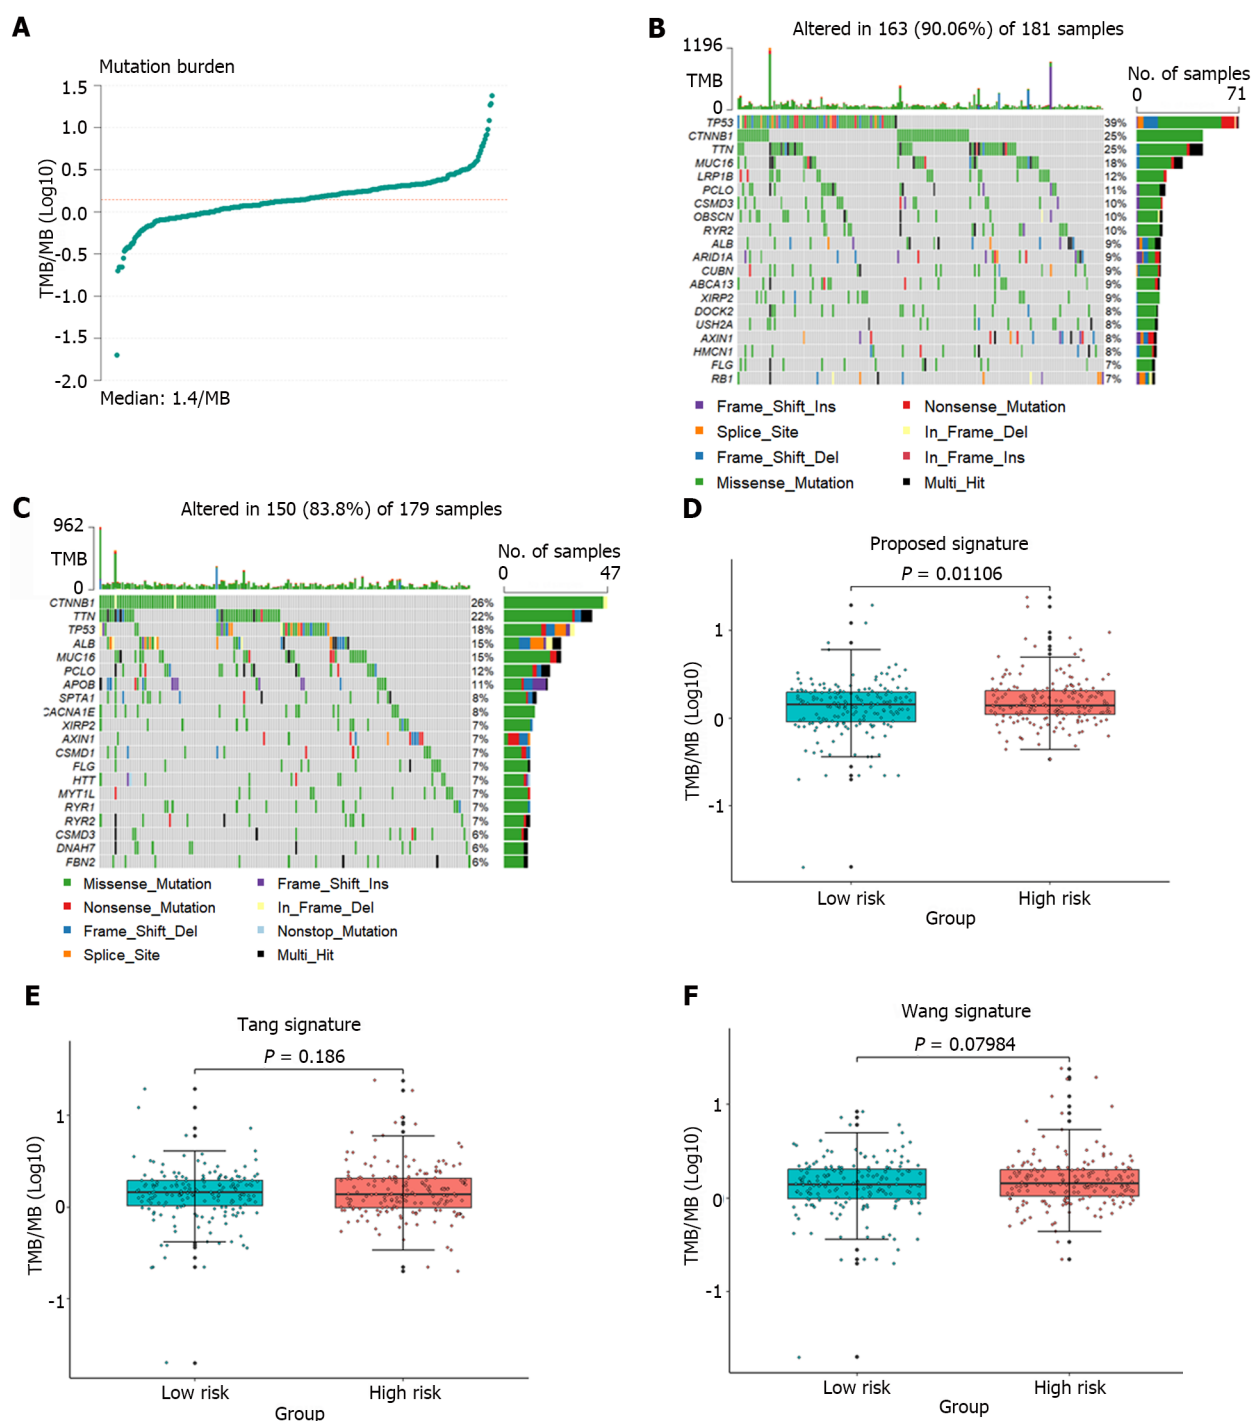 A
Mutation burden
TMB/MB (Log10)
1.5
1.0
0.5
0.0
-0.5
-1.0
-1.5
-2.0
Median: 1.4/MB
B
Altered in 163 (90.06%) of 181 samples
1196
TMB
0
No. of samples
0 71
TP53 39%
CTNNB1 25%
TTN 25%
MUC16 18%
LRP1B 12%
PCLO 11%
CSMD3 10%
OBSCN 10%
RYR2 10%
ALB 9%
ARID1A 9%
CUBN 9%
ABCA13 9%
XIRP2 9%
DOCK2 8%
USH2A 8%
AXIN1 8%
HMCN1 8%
FLG 7%
RB1 7%
Frame_Shift_Ins Nonsense_Mutation
Splice_Site In_Frame_Del
Frame_Shift_Del In_Frame_Ins
Missense_Mutation Multi_Hit
C
Altered in 150 (83.8%) of 179 samples
962
TMB
0
No. of samples
0 47
CTNNB1 26%
TTN 22%
TP53 18%
ALB 15%
MUC16 15%
PCLO 12%
APOB 11%
SPTA1 8%
CACNA1E 8%
XIRP2 7%
AXIN1 7%
CSMD1 7%
FLG 7%
HTT 7%
MYT1L 7%
RYR1 7%
RYR2 7%
CSMD3 6%
DNAH7 6%
FBN2 6%
Missense_Mutation Frame_Shift_Ins
Nonsense_Mutation In_Frame_Del
Frame_Shift_Del Nonstop_Mutation
Splice_Site Multi_Hit
D
Proposed signature
P = 0.01106
TMB/MB (Log10)
1
0
-1
Low risk High risk
Group
E
Tang signature
P = 0.186
TMB/MB (Log10)
1
0
-1
Low risk High risk
Group
F
Wang signature
P = 0.07984
TMB/MB (Log10)
1
0
-1
Low risk High risk
Group